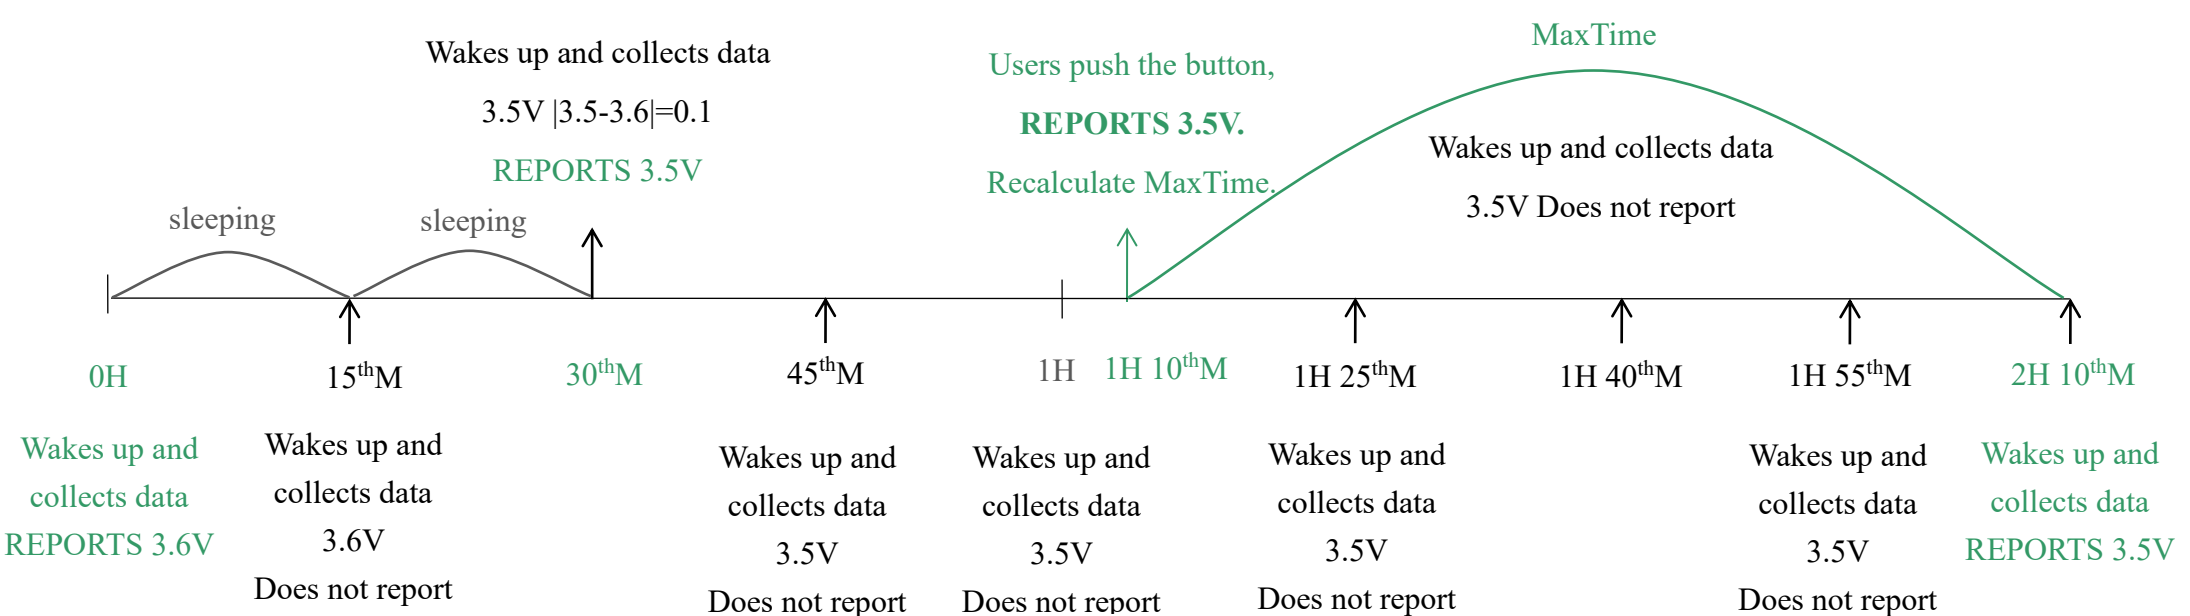 MaxTime
Wakes up and collects data
3.5V |3.5-3.6|=0.1
REPORTS 3.5V
Users push the button,
REPORTS 3.5V.
Recalculate MaxTime.
Wakes up and collects data
3.5V Does not report
sleeping
sleeping
0H
15thM
30thM
45thM
1H
1H 10thM
1H 25thM
1H 40thM
1H 55thM
2H 10thM
Wakes up and
collects data
REPORTS 3.6V
Wakes up and
collects data
3.6V
Does not report
Wakes up and
collects data
3.5V
Does not report
Wakes up and
collects data
3.5V
Does not report
Wakes up and
collects data
3.5V
Does not report
Wakes up and
collects data
3.5V
Does not report
Wakes up and
collects data
REPORTS 3.5V